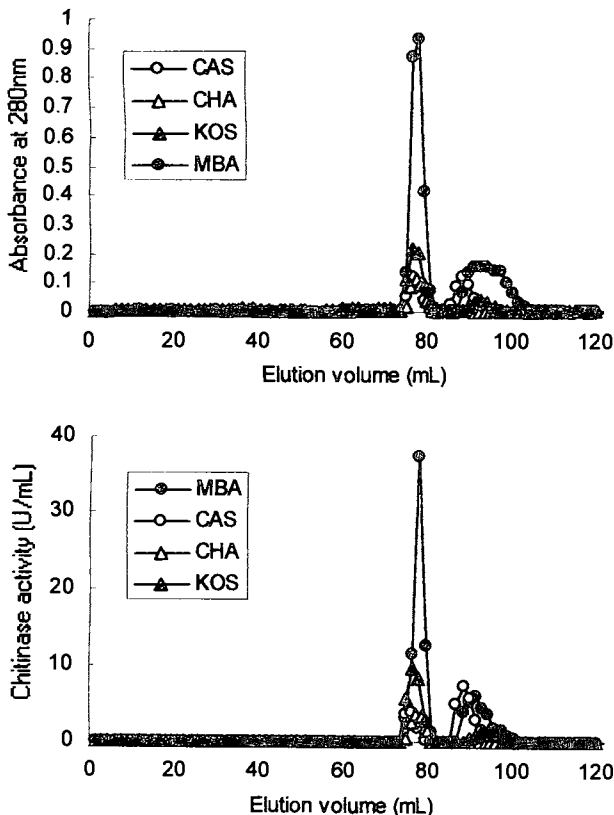 Absorbance at 280nm
1
0.9
0.8
0.7
0.6
0.5
0.4
0.3
0.2
0.1
0
CAS
CHA
KOS
MBA
0 20 40 60 80 100 120
Elution volume (mL)
Chitinase activity (U/mL)
40
30
20
10
0
MBA
CAS
CHA
KOS
0 20 40 60 80 100 120
Elution volume (mL)